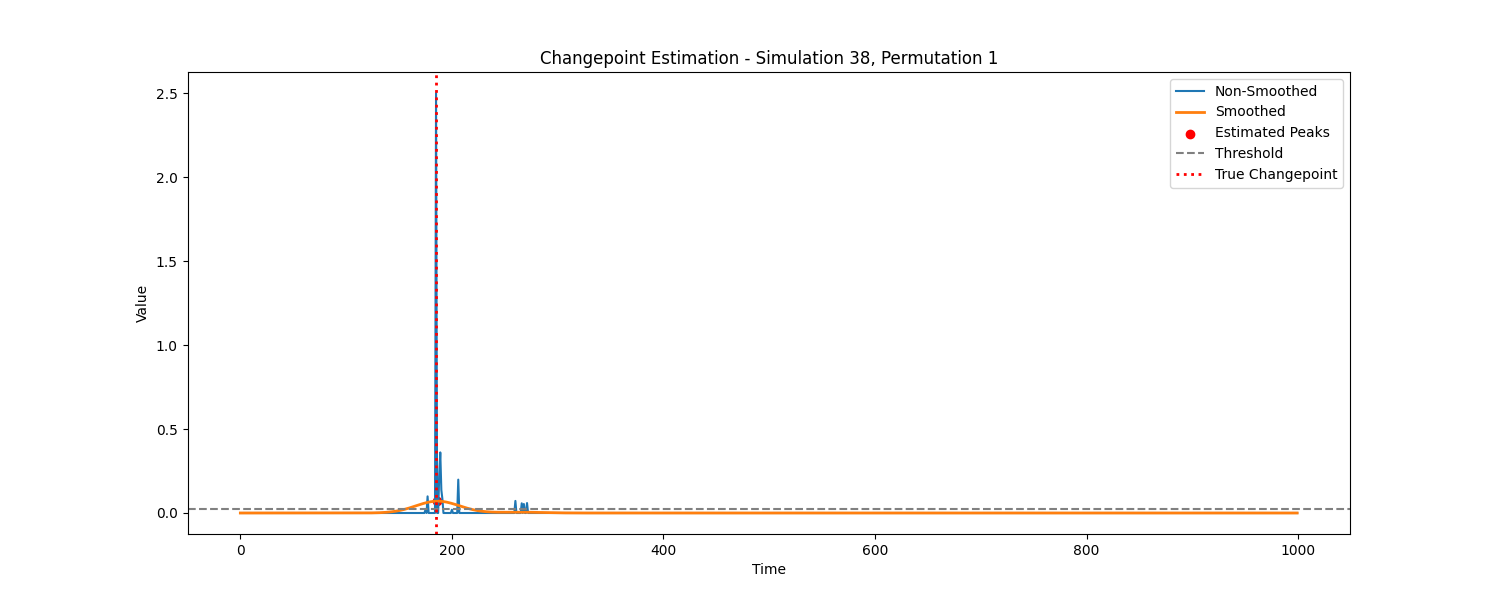 Changepoint Estimation - Simulation 38, Permutation 1
Non-Smoothed
Smoothed
Estimated Peaks
Threshold
True Changepoint
2.5
2.0
1.5
1.0
0.5
0.0
Value
0 200 400 600 800 1000
Time